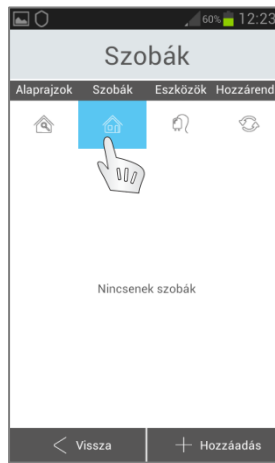 60% 12:23
Szobák
Alaprajzok Szobák Eszközök Hozzárend
Nincsenek szobák
Vissza Hozzáadás